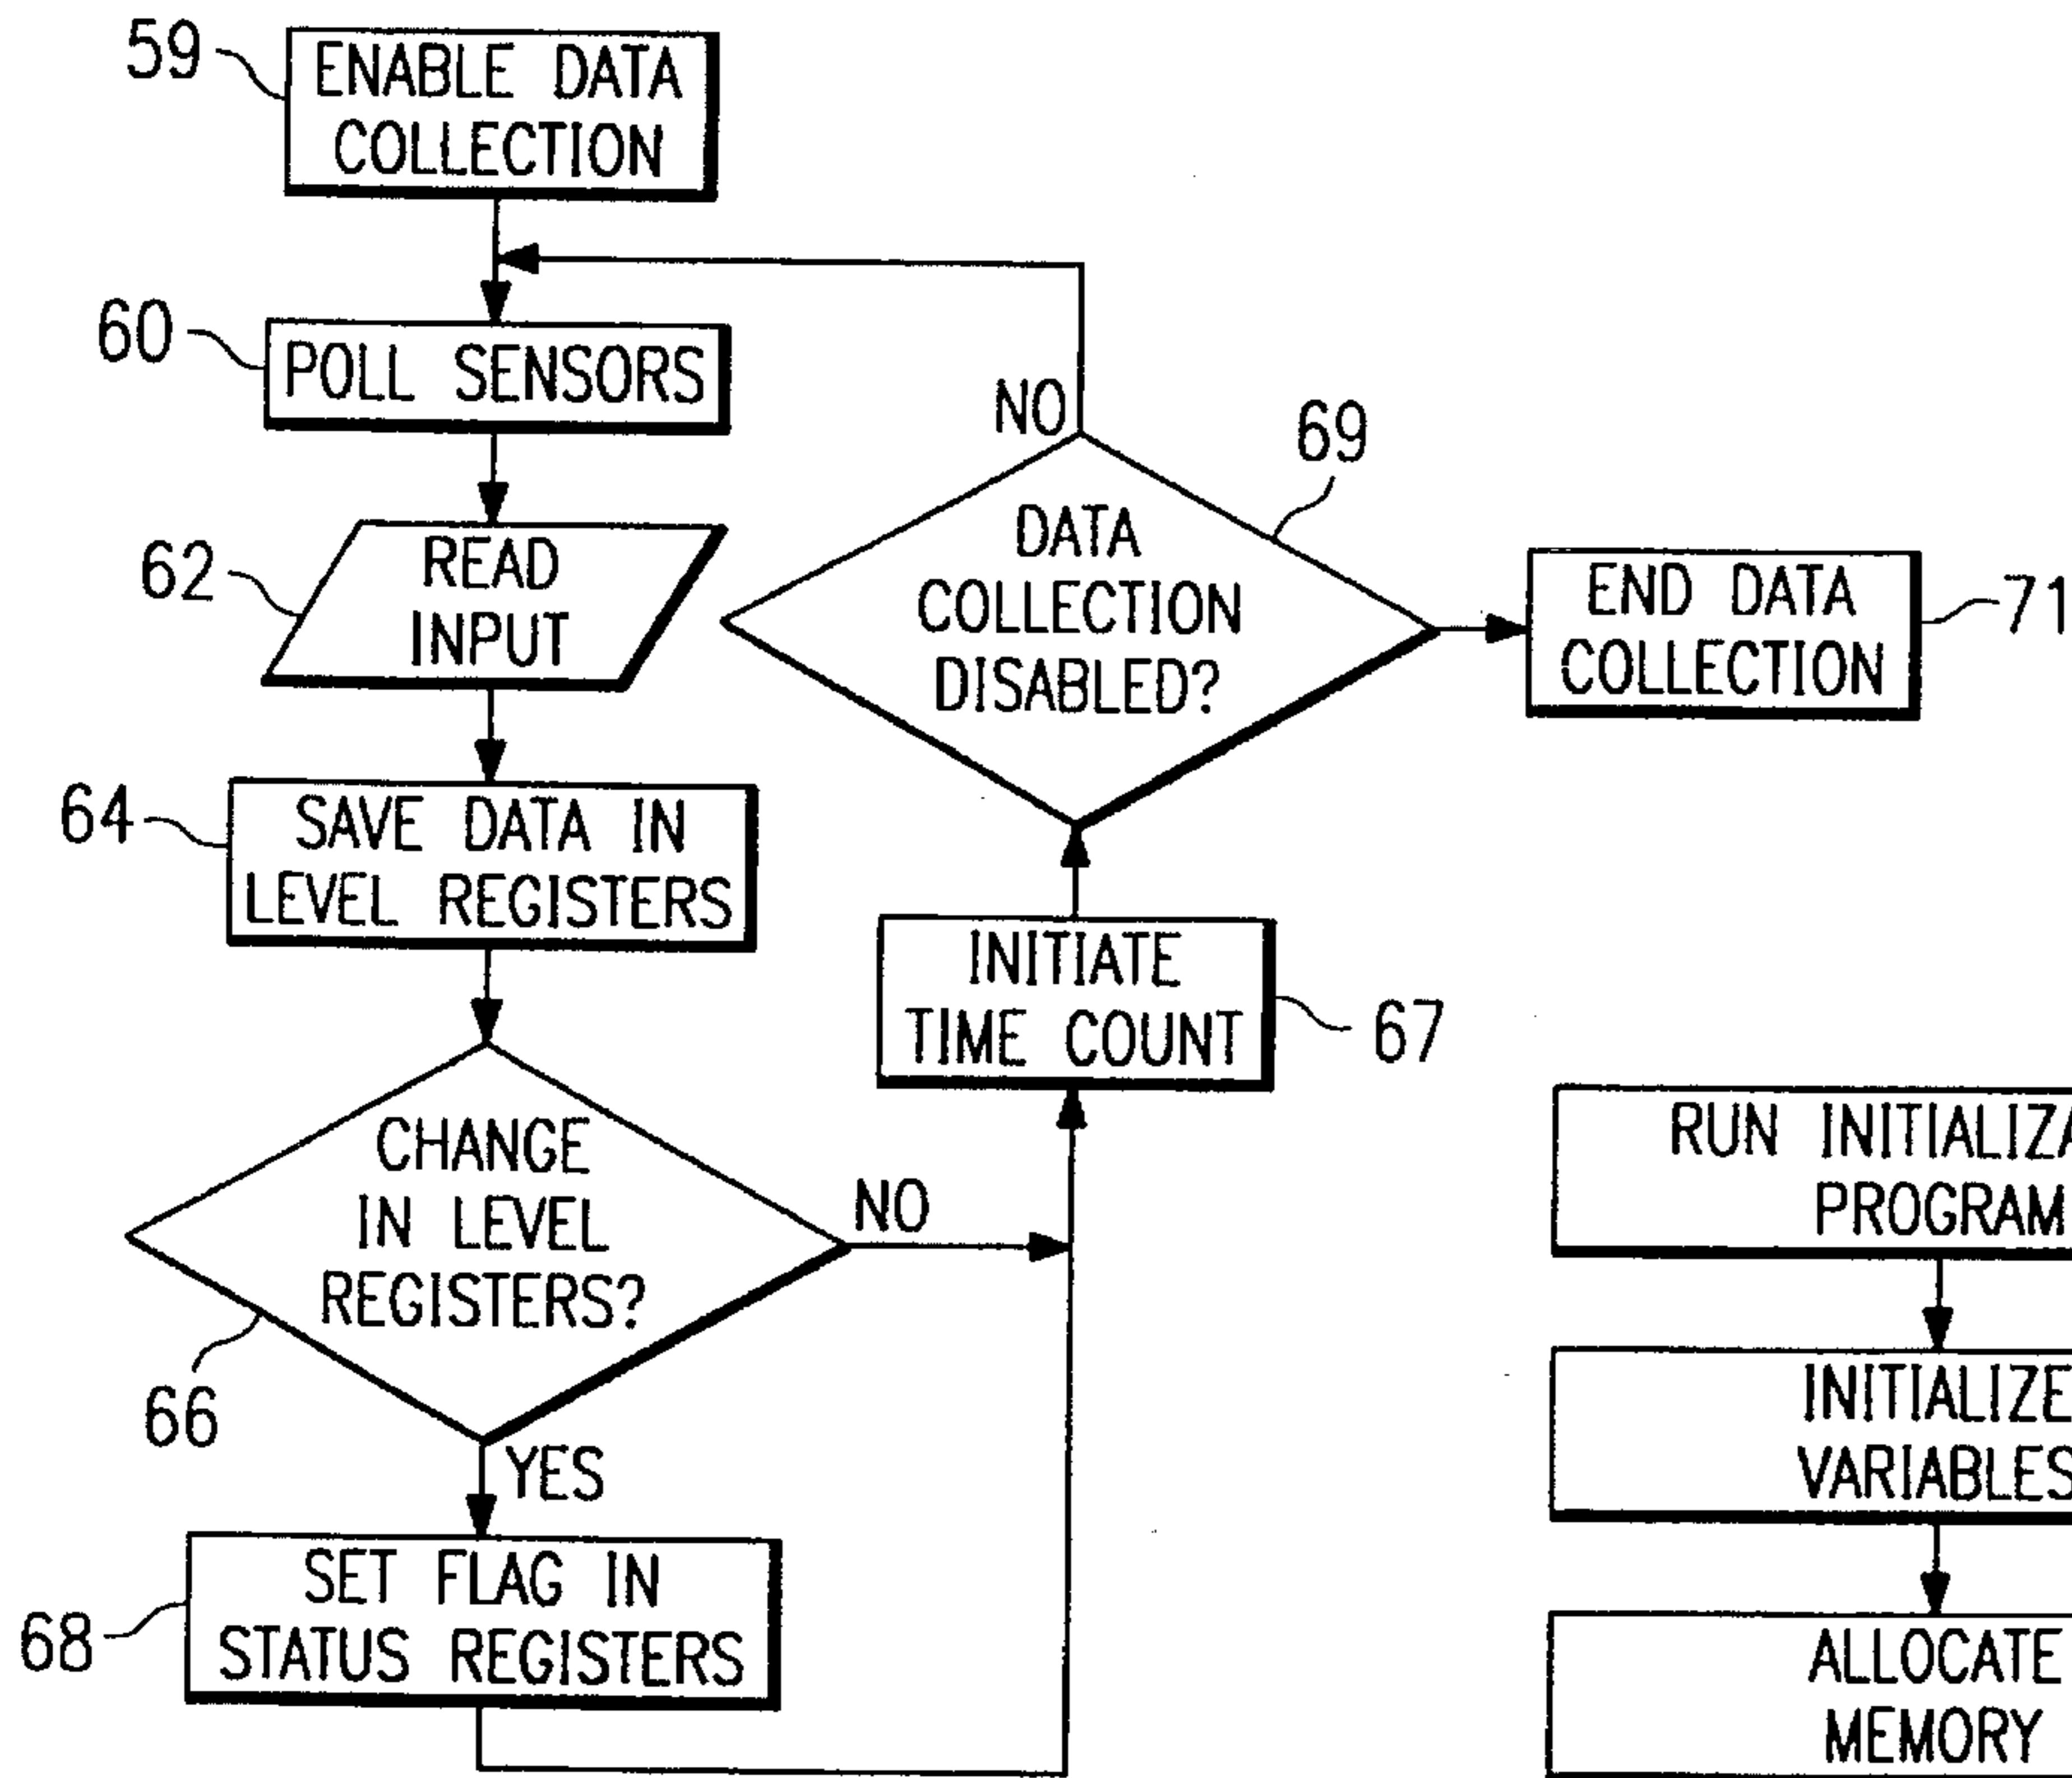 59
ENABLE DATA
COLLECTION
60
POLL SENSORS
62
READ
INPUT
64
SAVE DATA IN
LEVEL REGISTERS
CHANGE
IN LEVEL
REGISTERS?
66
NO
YES
68
SET FLAG IN
STATUS REGISTERS
INITIATE
TIME COUNT
67
NO
69
DATA
COLLECTION
DISABLED?
END DATA
COLLECTION
71
RUN
PROGRAM
INITIALIZE
VARIABLES
ALLOCATE
MEMORY